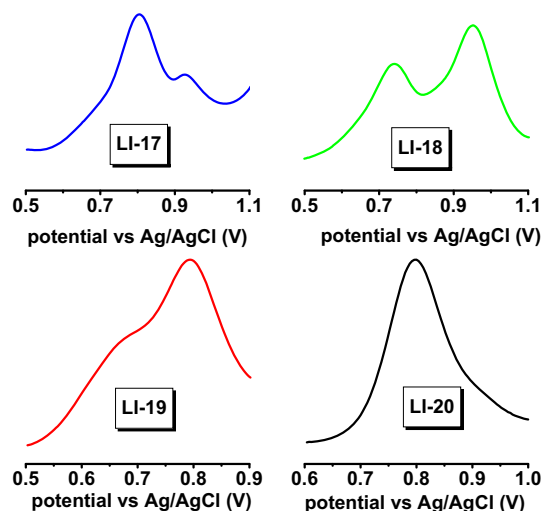 LI-17
LI-18
0.5 0.7 0.9 1.1
0.5 0.7 0.9 1.1
potential vs Ag/AgCl (V)
potential vs Ag/AgCl (V)
LI-19
LI-20
0.5 0.6 0.7 0.8 0.9
0.6 0.7 0.8 0.9 1.0
potential vs Ag/AgCl (V)
potential vs Ag/AgCl (V)